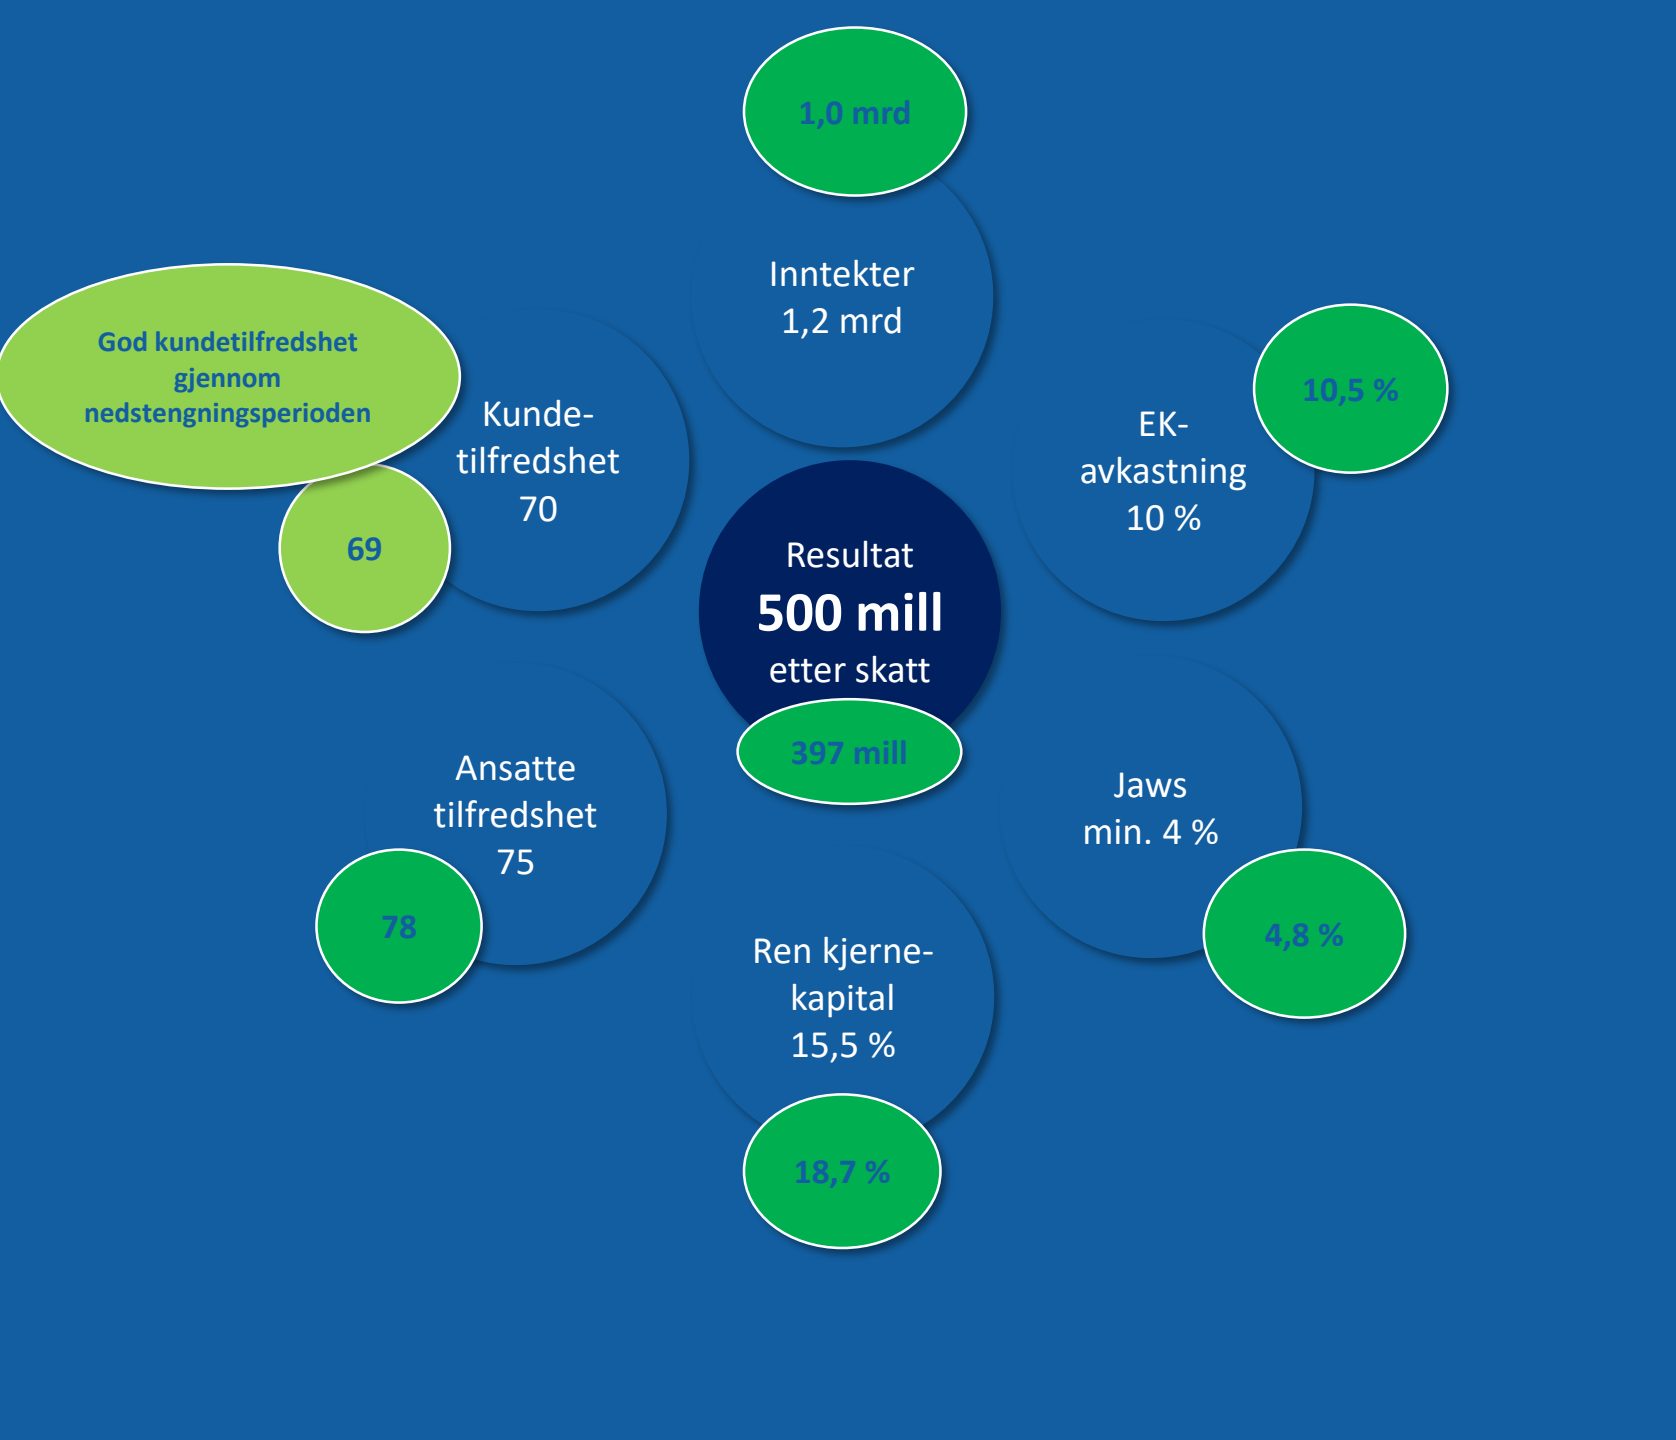 1,0 mrd
Inntekter
1,2 mrd
God kundetilfredshet
gjennom
nedstengningsperioden
Kunde-
tilfredshet
70
69
10,5 %
EK-
avkastning
10 %
Resultat
500 mill
etter skatt
397 mill
Ansatte
tilfredshet
75
78
Jaws
min. 4 %
4,8 %
Ren kjerne-
kapital
15,5 %
18,7 %